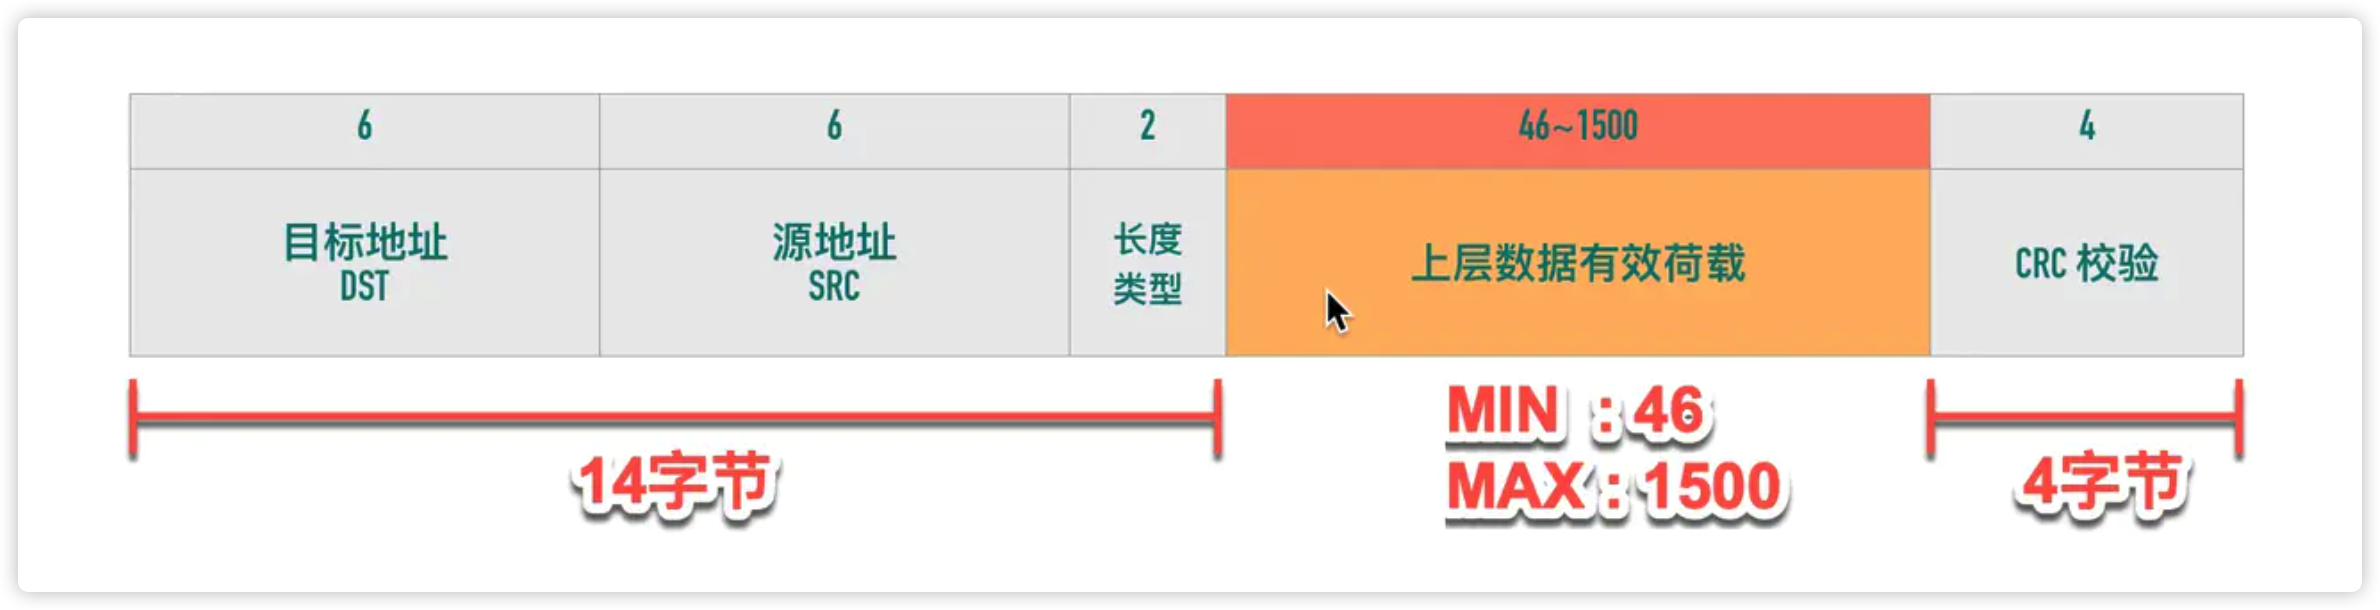 6
6
2
46~1500
4
目标地址
DST
源地址
SRC
长度
类型
上层数据有效荷载
CRC 校验
14字节
MIN :46
MAX:1500
4字节